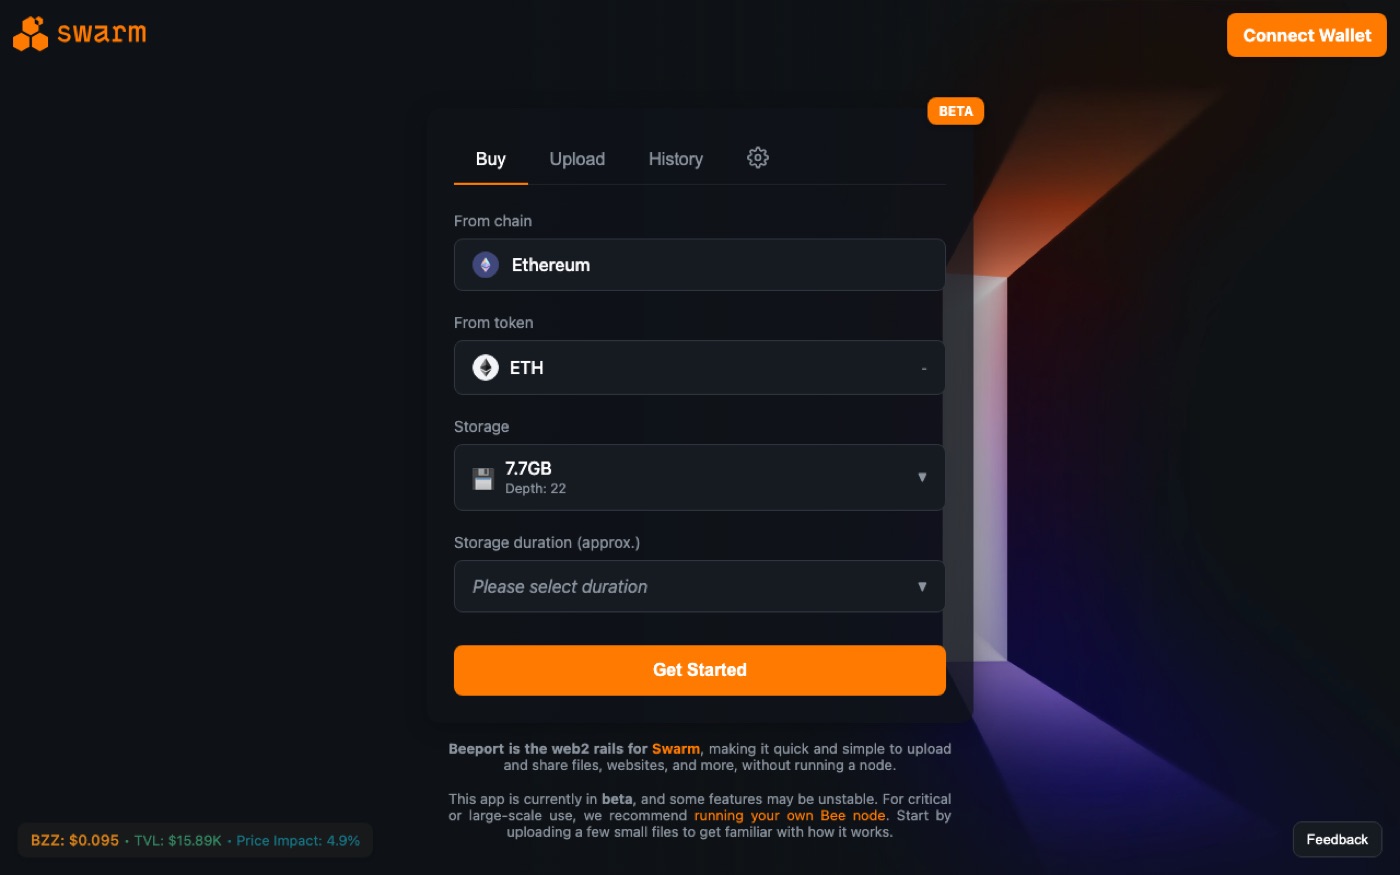 swarm
Connect Wallet
BETA
Buy
Upload
History
From chain
Ethereum
From token
ETH
-
Storage
7.7GB
Depth: 22
▼
Storage duration (approx.)
Please select duration
▼
Get Started
Beeport is the web2 rails for Swarm, making it quick and simple to upload
and share files, websites, and more, without running a node.
This app is currently in beta, and some features may be unstable. For critical
or large-scale use, we recommend running your own Bee node. Start by
uploading a few small files to get familiar with how it works.
BZZ: $0.095 • TVL: $15.89K • Price Impact: 4.9%
Feedback